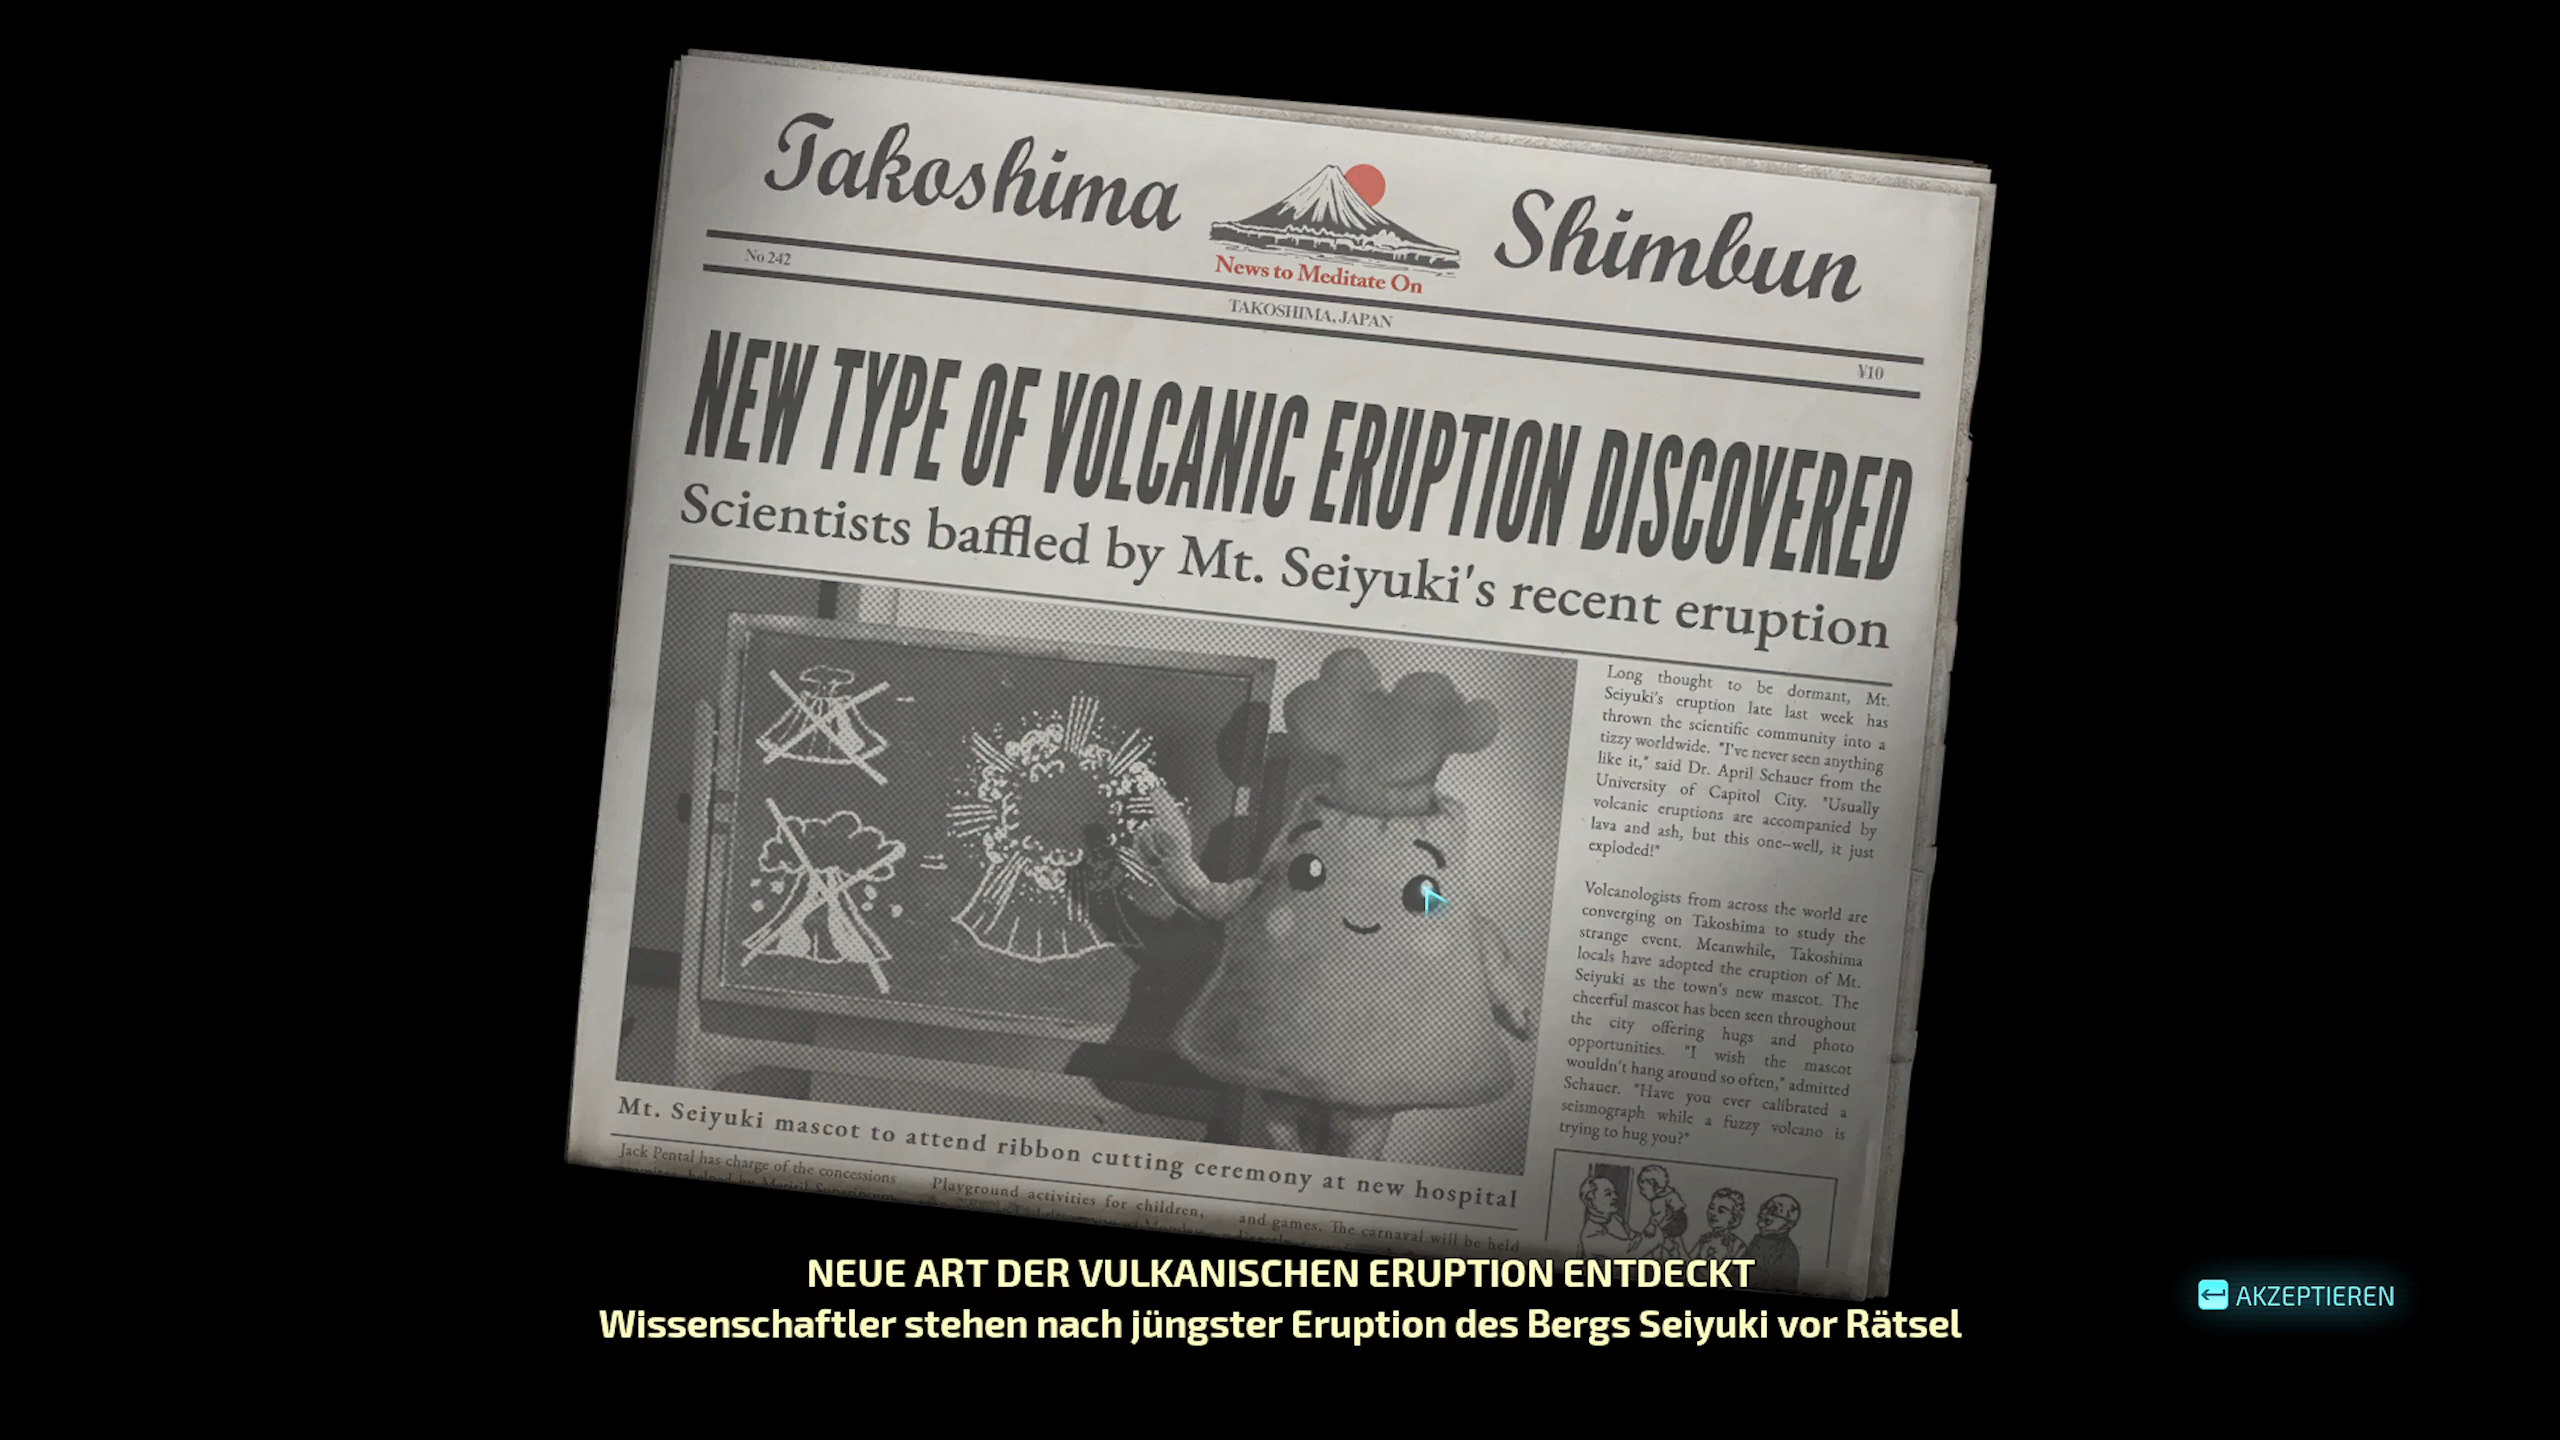 Takoshima Shimbun
News to Meditate On
No 242
TAKOSHIMA, JAPAN
¥10
NEW TYPE OF VOLCANIC ERUPTION DISCOVERED
Scientists baffled by Mt. Seiyuki's recent eruption
Long thought to be dormant, Mt.
Seiyuki's eruption late last week has
thrown the scientific community into a
tizzy worldwide. "I've never seen anything
like it," said Dr. April Schauer from the
University of Capitol City. "Usually
volcanic eruptions are accompanied by
lava and ash, but this one--well, it just
exploded!"
Volcanologists from across the world are
converging on Takoshima to study the
strange event. Meanwhile, Takoshima
locals have adopted the eruption of Mt.
Seiyuki as the town's new mascot. The
cheerful mascot has been seen throughout
the city offering hugs and photo
opportunities. "I wish the mascot
wouldn't hang around so often," admitted
Schauer. "Have you ever calibrated a
seismograph while a fuzzy volcano is
trying to hug you?"
Mt. Seiyuki mascot to attend ribbon cutting ceremony at new hospital
Jack Pental has charge of the concessions
Playground activities for children,
and games. The carnaval will be held
NEUE ART DER VULKANISCHEN ERUPTION ENTDECKT
Wissenschaftler stehen nach jüngster Eruption des Bergs Seiyuki vor Rätsel
AKZEPTIEREN